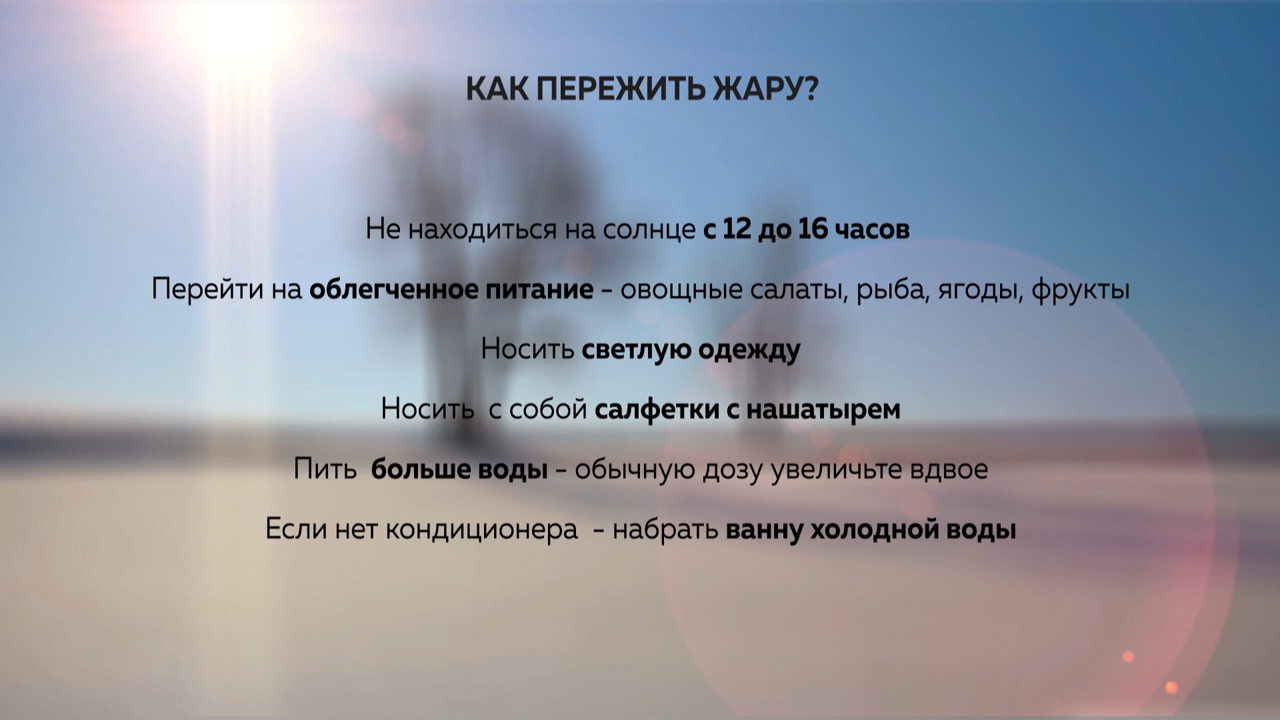 КАК ПЕРЕЖИТЬ ЖАРУ?
Не находиться на солнце с 12 до 16 часов
Перейти на облегченное питание - овощные салаты, рыба, ягоды, фрукты
Носить светлую одежду
Носить с собой салфетки с нашатырем
Пить больше воды - обычную дозу увеличьте вдвое
Если нет кондиционера - набрать ванну холодной воды